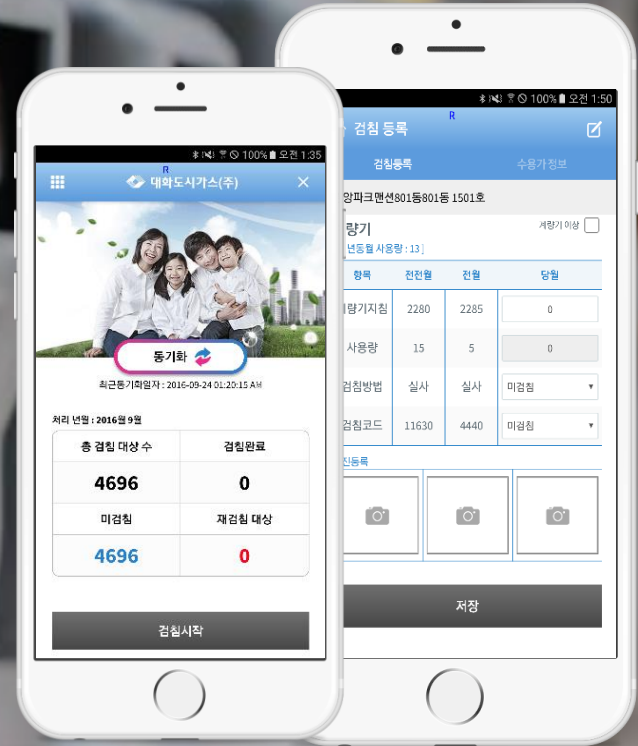 100% 오전 1:35
R
대화도시가스(주)
동기화
최근동기화일자 : 2016-09-24 01:20:15 AM
처리 년월 : 2016월 9월
총 검침 대상 수 검침완료
4696 0
미검침 재검침 대상
4696 0
검침시작
100% 오전 1:50
R
검침 등록
검침등록 수용가 정보
앙파크맨션801동801동 1501호
량기
계량기 이상
년동월 사용량 : 13 ]
항목 전전월 전월 당월
량기지침 2280 2285 0
사용량 15 5 0
검침방법 실사 실사 미검침
검침코드 11630 4440 미검침
진등록
저장